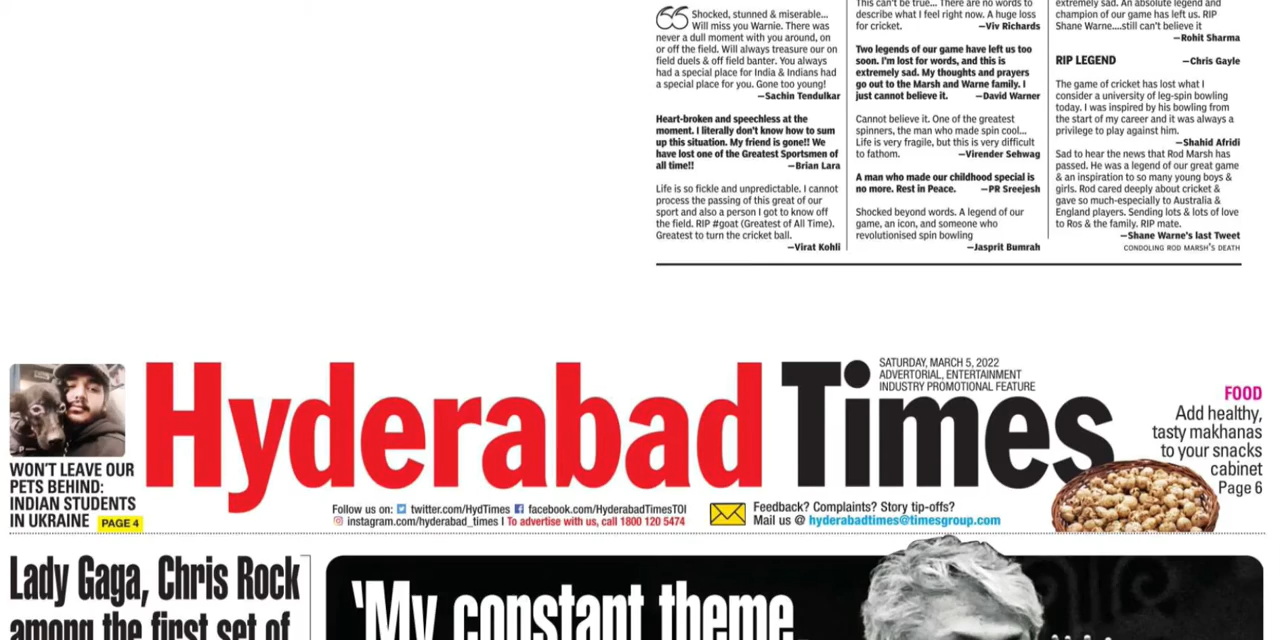 Shocked, stunned & miserable...
Will miss you Warnie. There was
never a dull moment with you around, on
or off the field. Will always treasure our on
field duels & off field banter. You always
had a special place for India & Indians had
a special place for you. Gone too young!
—Sachin Tendulkar
Heart-broken and speechless at the
moment. I literally don't know how to sum
up this situation. My friend is gone!! We
have lost one of the Greatest Sportsmen of
all time!! —Brian Lara
Life is so fickle and unpredictable. I cannot
process the passing of this great of our
sport and also a person I got to know off
the field. RIP #goat (Greatest of All Time).
Greatest to turn the cricket ball.
—Virat Kohli
This can't be true... There are no words to
describe what I feel right now. A huge loss
for cricket. —Viv Richards
Two legends of our game have left us too
soon. I'm lost for words, and this is
extremely sad. My thoughts and prayers
go out to the Marsh and Warne family. I
just cannot believe it. —David Warner
Cannot believe it. One of the greatest
spinners, the man who made spin cool...
Life is very fragile, but this is very difficult
to fathom. —Virender Sehwag
A man who made our childhood special is
no more. Rest in Peace. —PR Sreejesh
Shocked beyond words. A legend of our
game, an icon, and someone who
revolutionised spin bowling
—Jasprit Bumrah
extremely sad. An absolute legend and
champion of our game has left us. RIP
Shane Warne....still can't believe it
—Rohit Sharma
RIP LEGEND —Chris Gayle
The game of cricket has lost what I
consider a university of leg-spin bowling
today. I was inspired by his bowling from
the start of my career and it was always a
privilege to play against him.
—Shahid Afridi
Sad to hear the news that Rod Marsh has
passed. He was a legend of our great game
& an inspiration to so many young boys &
girls. Rod cared deeply about cricket &
gave so much-especially to Australia &
England players. Sending lots & lots of love
to Ros & the family. RIP mate.
—Shane Warne's last Tweet
CONDOLING ROD MARSH'S DEATH
WON'T LEAVE OUR
PETS BEHIND:
INDIAN STUDENTS
IN UKRAINE PAGE 4
Hyderabad Times
SATURDAY, MARCH 5, 2022
ADVERTORIAL, ENTERTAINMENT
INDUSTRY PROMOTIONAL FEATURE
FOOD
Add healthy,
tasty makhanas
to your snacks
cabinet
Page 6
Follow us on: twitter.com/HydTimes facebook.com/HyderabadTimesTOI
instagram.com/hyderabad_times I To advertise with us, call 1800 120 5474
Feedback? Complaints? Story tip-offs?
Mail us @ hyderabadtimes@timesgroup.com
Lady Gaga, Chris Rock
among the first set of
'My constant theme